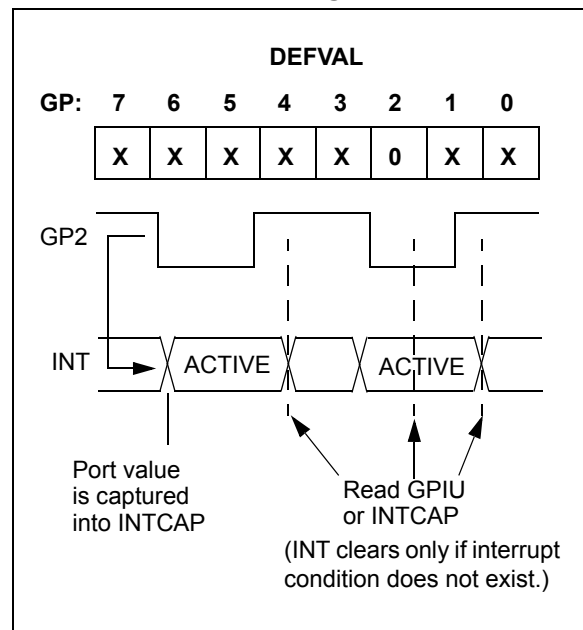 DEFVAL
GP: 7 6 5 4 3 2 1 0
X X X X X 0 X X
GP2
INT ACTIVE ACTIVE
Port value
is captured
into INTCAP
Read GPIU
or INTCAP
(INT clears only if interrupt
condition does not exist.)